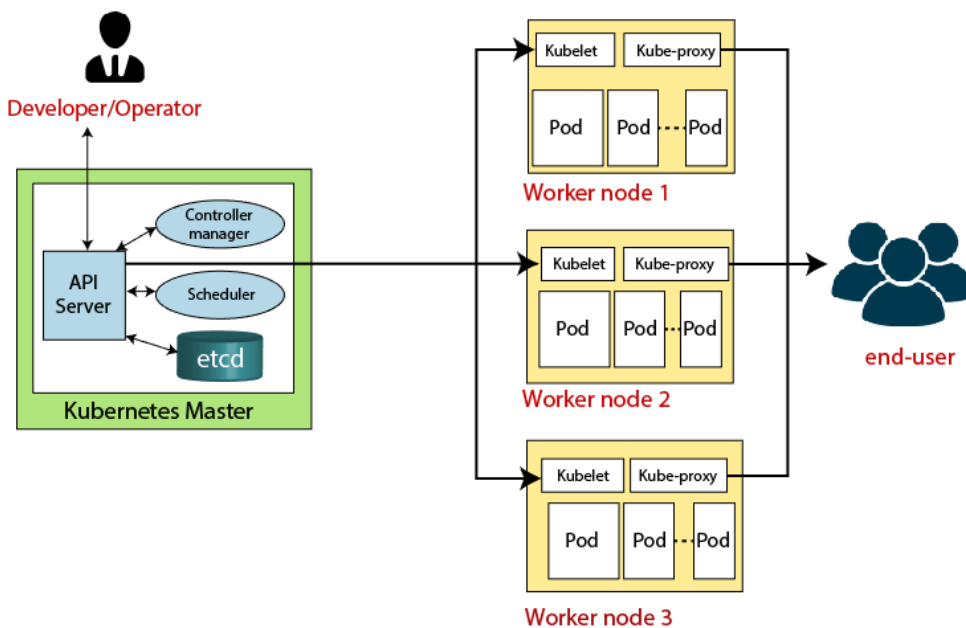 Developer/Operator
Controller
manager
API
Server
Scheduler
etcd
Kubernetes Master
Kubelet
Kube-proxy
Pod
Pod
Pod
Worker node 1
Kubelet
Kube-proxy
Pod
Pod
Pod
Worker node 2
Kubelet
Kube-proxy
Pod
Pod
Pod
Worker node 3
end-user